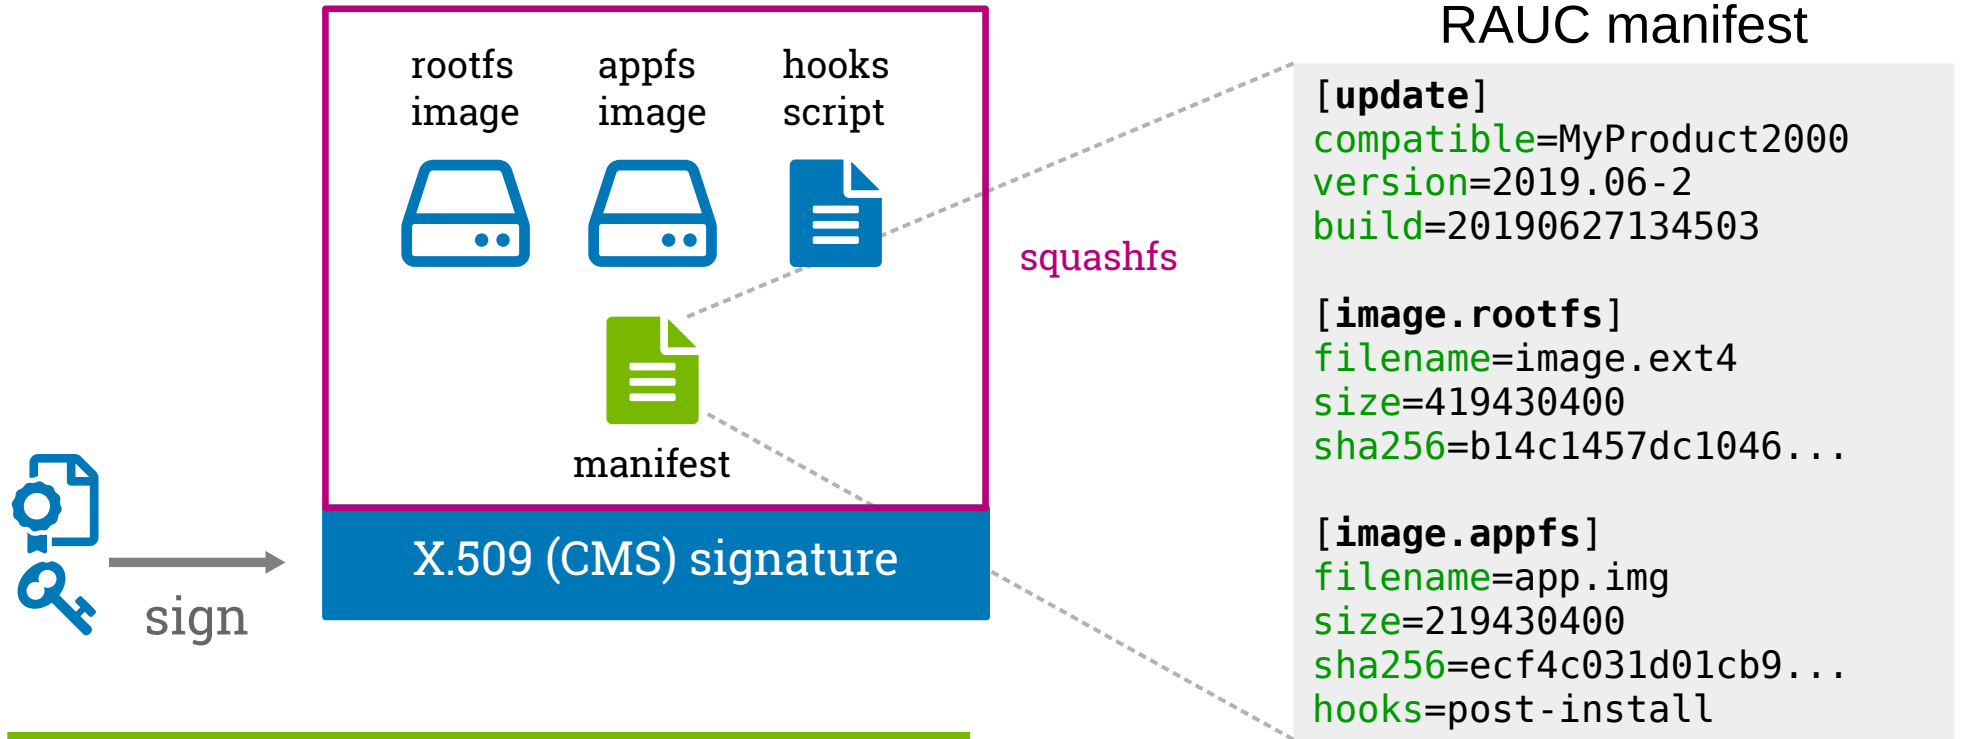 rootfs
image
appfs
image
hooks
script
manifest
squashfs
X.509 (CMS) signature
sign
RAUC manifest
[update]
compatible=MyProduct2000
version=2019.06-2
build=20190627134503
[image.rootfs]
filename=image.ext4
size=419430400
sha256=b14c1457dc1046...
[image.appfs]
filename=app.img
size=219430400
sha256=ecf4c031d01cb9...
hooks=post-install